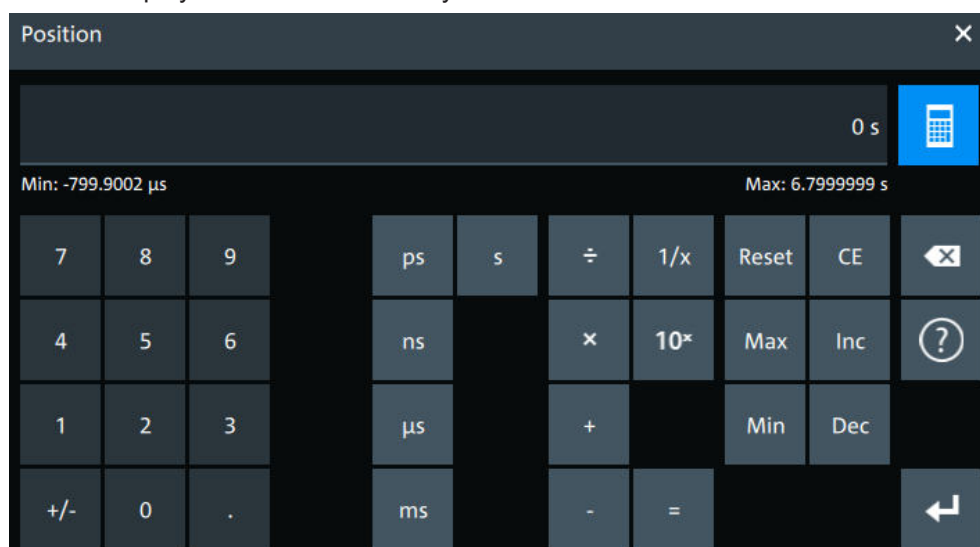 Position ×
0 s
Min: -799.9002 µs Max: 6.7999999 s
7 8 9 ps s ÷ 1/x Reset CE
4 5 6 ns × 10ˣ Max Inc ?
1 2 3 µs + Min Dec
+/- 0 . ms - =